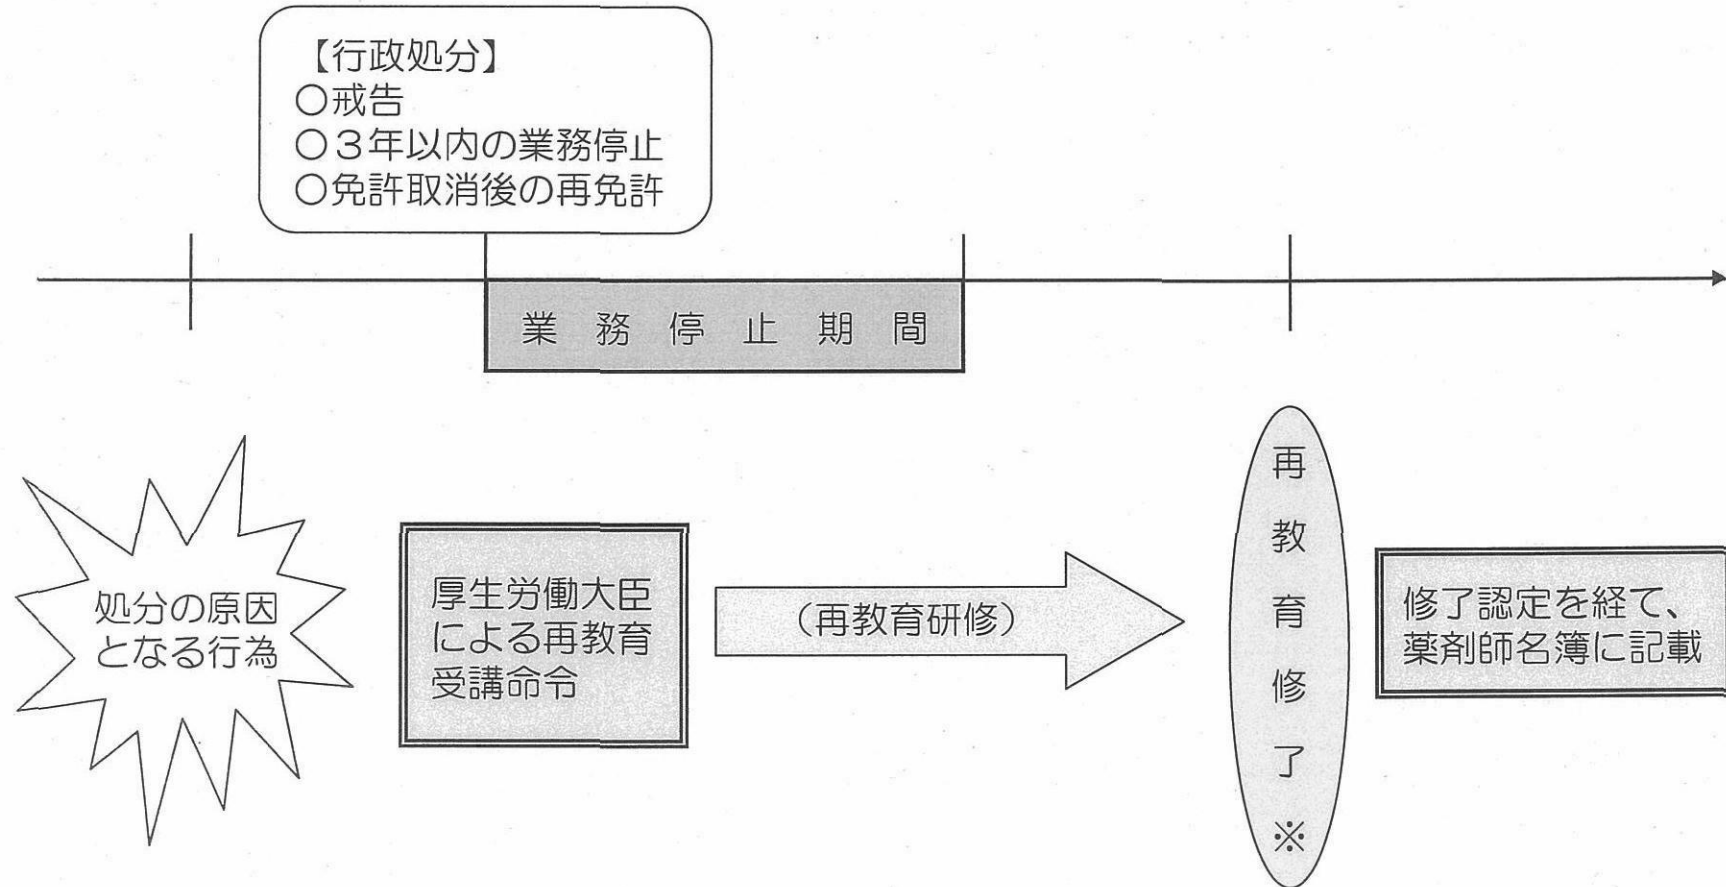 【行政処分】
○戒告
○3年以内の業務停止
○免許取消後の再免許
業務停止期間
処分の原因
となる行為
厚生労働大臣
による再教育
受講命令
(再教育研修)
再教育修了※
修了認定を経て、
薬剤師名簿に記載